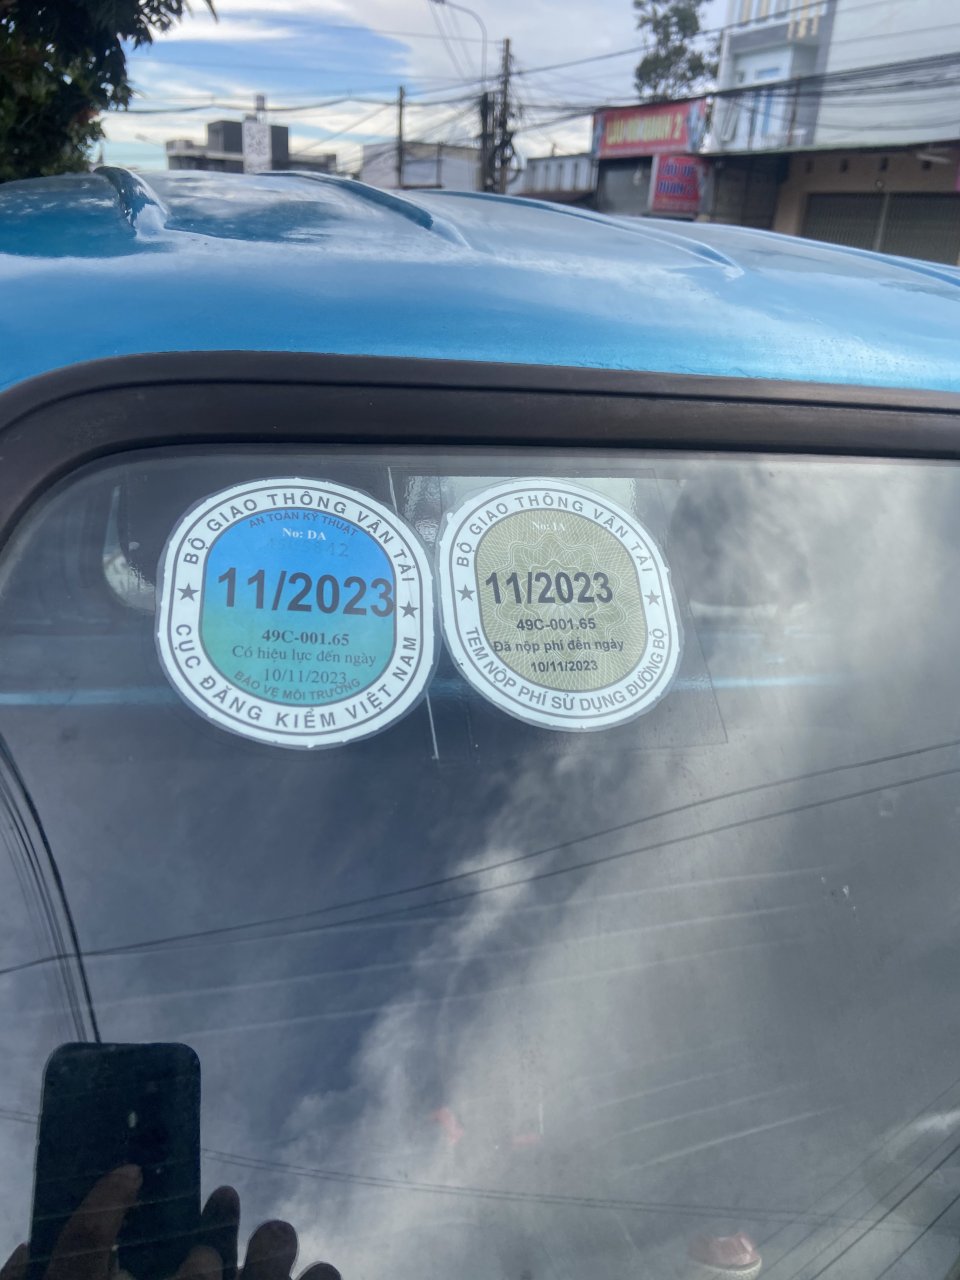 BỘ GIAO THÔNG VẬN TẢI
AN TOÀN KỸ THUẬT
No: DA
11/2023
49C-001.65
Có hiệu lực đến ngày
10/11/2023
BẢO VỆ MÔI TRƯỜNG
CỤC ĐĂNG KIỂM VIỆT NAM
BỘ GIAO THÔNG VẬN TẢI
No: IA
11/2023
49C-001.65
Đã nộp phí đến ngày
10/11/2023
TEM NỘP PHÍ SỬ DỤNG ĐƯỜNG BỘ